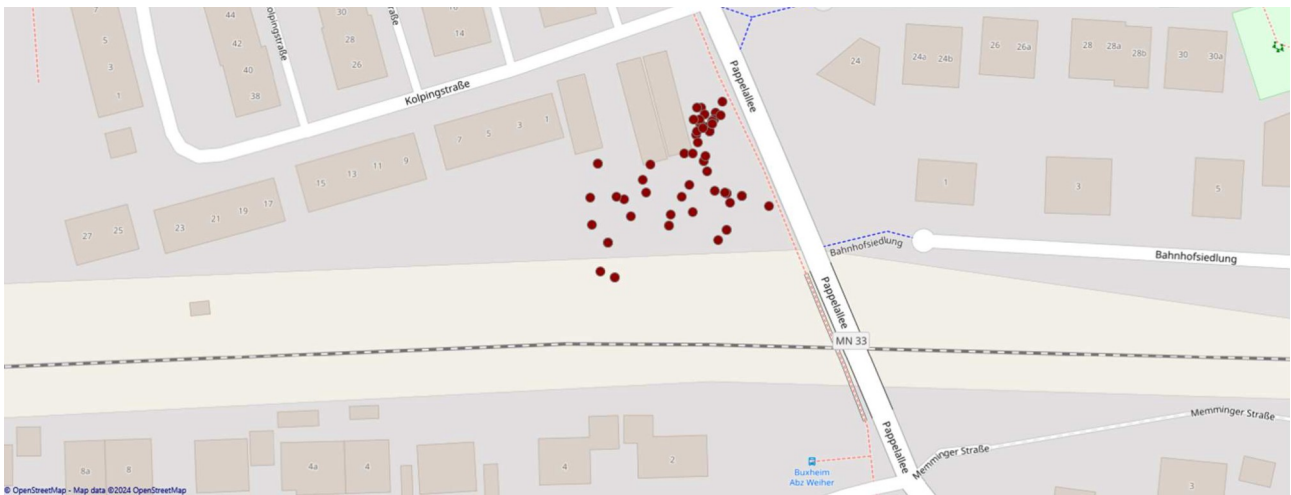 7
5
3
1
44
42
40
38
Kolpingstraße
30
28
26
14
Kolpingstraße
Pappelallee
24
24a
24b
26
26a
28
28a
28b
30
30a
7
5
3
1
15
13
11
9
23
21
19
17
27
25
1
3
5
Bahnhofsiedlung
Bahnhofsiedlung
Pappelallee
MN 33
Memminger Straße
8a
8
4a
4
4
2
Pappelallee
Memminger Straße
Buxheim
Abz Weiher
3
© OpenStreetMap - Map data ©2024 OpenStreetMap